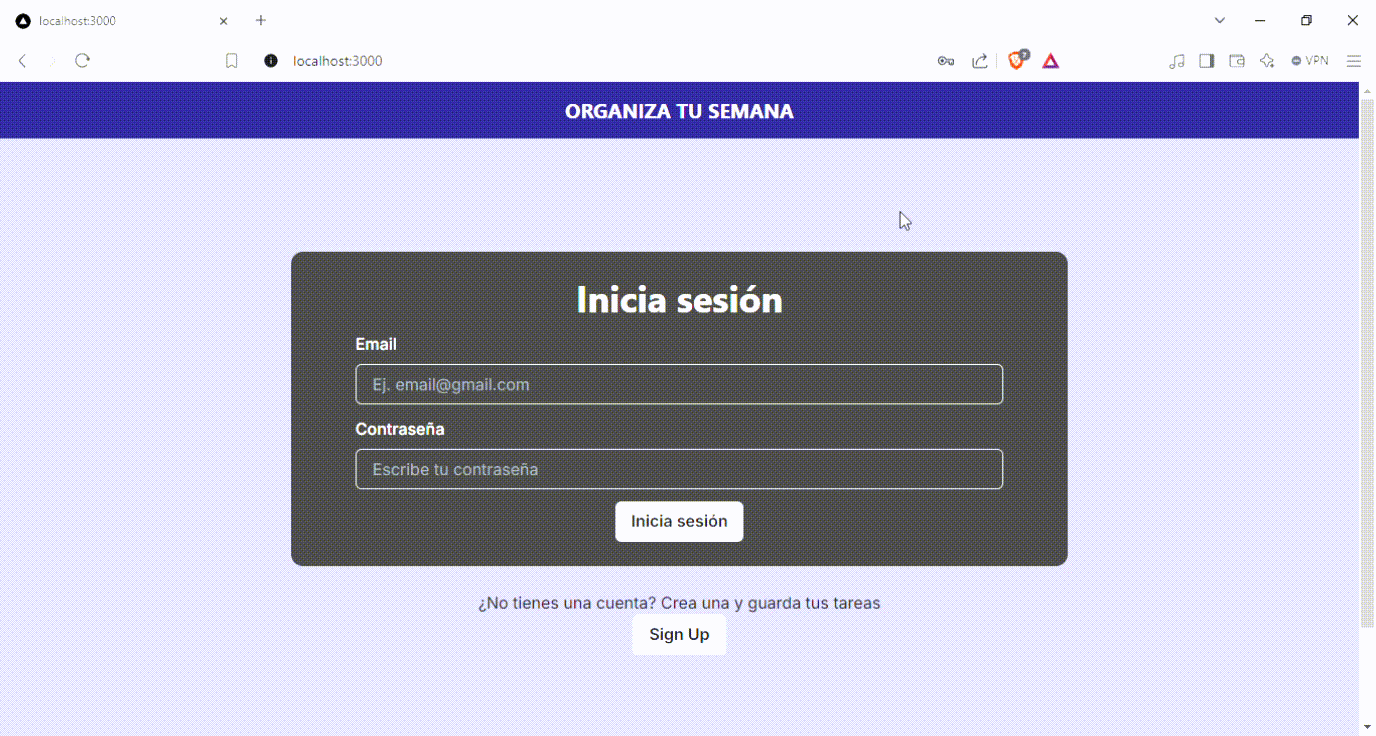 localhost:3000
localhost:3000
VPN
ORGANIZA TU SEMANA
Inicia sesión
Email
Ej. email@gmail.com
Contraseña
Escribe tu contraseña
Inicia sesión
¿No tienes una cuenta? Crea una y guarda tus tareas
Sign Up